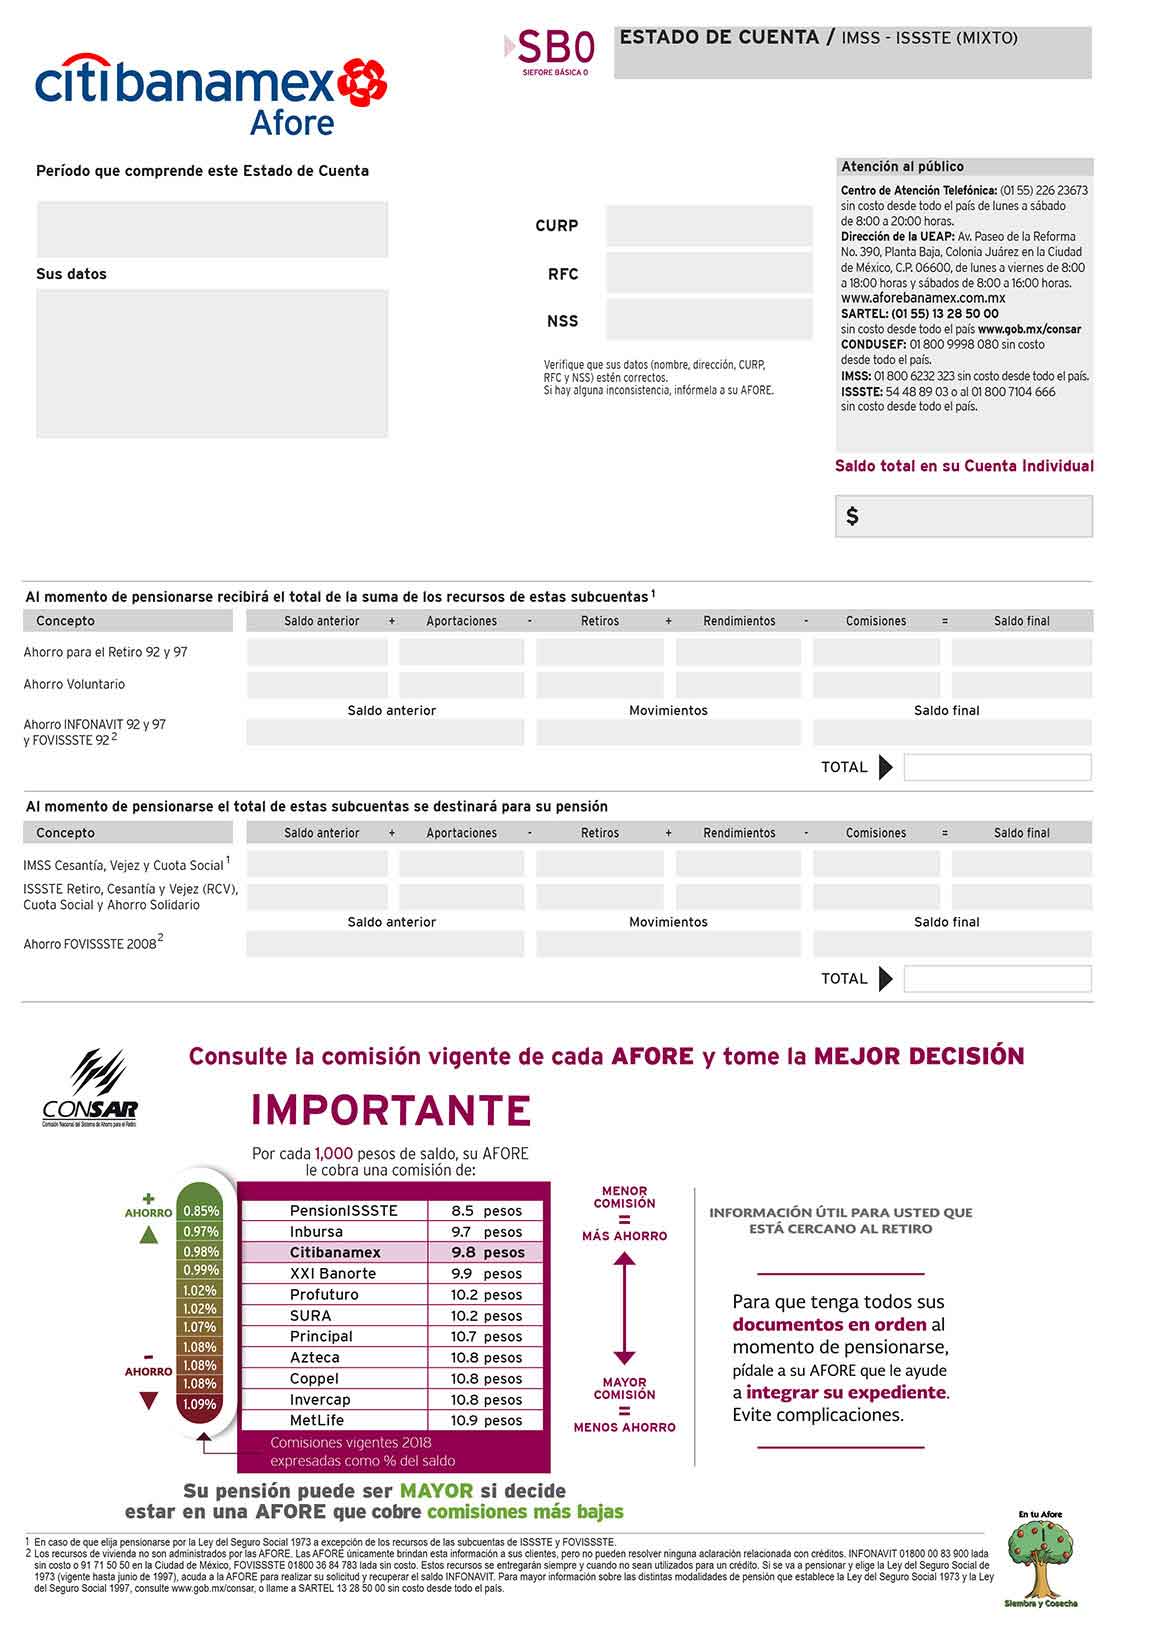 citibanamex
Afore
SB0
SIEFORE BÁSICA 0
ESTADO DE CUENTA / IMSS - ISSSTE (MIXTO)
Período que comprende este Estado de Cuenta
Sus datos
CURP
RFC
NSS
Verifique que sus datos (nombre, dirección, CURP,
RFC y NSS) estén correctos.
Si hay alguna inconsistencia, infórmela a su AFORE.
Atención al público
Centro de Atención Telefónica: (01 55) 226 23673
sin costo desde todo el país de lunes a sábado
de 8:00 a 20:00 horas.
Dirección de la UEAP: Av. Paseo de la Reforma
No. 390, Planta Baja, Colonia Juárez en la Ciudad
de México, C.P. 06600, de lunes a viernes de 8:00
a 18:00 horas y sábados de 8:00 a 16:00 horas.
www.aforebanamex.com.mx
SARTEL: (01 55) 13 28 50 00
sin costo desde todo el país www.gob.mx/consar
CONDUSEF: 01 800 9998 080 sin costo
desde todo el país.
IMSS: 01 800 6232 323 sin costo desde todo el país.
ISSSTE: 54 48 89 03 o al 01 800 7104 666
sin costo desde todo el país.
Saldo total en su Cuenta Individual
$
Al momento de pensionarse recibirá el total de la suma de los recursos de estas subcuentas 1
Concepto Saldo anterior + Aportaciones - Retiros + Rendimientos - Comisiones = Saldo final
Ahorro para el Retiro 92 y 97
Ahorro Voluntario
Saldo anterior Movimientos Saldo final
Ahorro INFONAVIT 92 y 97
y FOVISSSTE 92 2
TOTAL
Al momento de pensionarse el total de estas subcuentas se destinará para su pensión
Concepto Saldo anterior + Aportaciones - Retiros + Rendimientos - Comisiones = Saldo final
IMSS Cesantía, Vejez y Cuota Social 1
ISSSTE Retiro, Cesantía y Vejez (RCV),
Cuota Social y Ahorro Solidario
Saldo anterior Movimientos Saldo final
Ahorro FOVISSSTE 2008 2
TOTAL
CONSAR
Comisión Nacional del Sistema de Ahorro para el Retiro
Consulte la comisión vigente de cada AFORE y tome la MEJOR DECISIÓN
IMPORTANTE
Por cada 1,000 pesos de saldo, su AFORE
le cobra una comisión de:
+
AHORRO
-
AHORRO
0.85% PensionISSSTE 8.5 pesos
0.97% Inbursa 9.7 pesos
0.98% Citibanamex 9.8 pesos
0.99% XXI Banorte 9.9 pesos
1.02% Profuturo 10.2 pesos
1.02% SURA 10.2 pesos
1.07% Principal 10.7 pesos
1.08% Azteca 10.8 pesos
1.08% Coppel 10.8 pesos
1.08% Invercap 10.8 pesos
1.09% MetLife 10.9 pesos
Comisiones vigentes 2018
expresadas como % del saldo
MENOR
COMISIÓN
=
MÁS AHORRO
MAYOR
COMISIÓN
=
MENOS AHORRO
INFORMACIÓN ÚTIL PARA USTED QUE
ESTÁ CERCANO AL RETIRO
Para que tenga todos sus
documentos en orden al
momento de pensionarse,
pídale a su AFORE que le ayude
a integrar su expediente.
Evite complicaciones.
Su pensión puede ser MAYOR si decide
estar en una AFORE que cobre comisiones más bajas
1 En caso de que elija pensionarse por la Ley del Seguro Social 1973 a excepción de los recursos de las subcuentas de ISSSTE y FOVISSSTE.
2 Los recursos de vivienda no son administrados por las AFORE. Las AFORE únicamente brindan esta información a sus clientes, pero no pueden resolver ninguna aclaración relacionada con créditos. INFONAVIT 01800 00 83 900 lada
sin costo o 91 71 50 50 en la Ciudad de México, FOVISSSTE 01800 36 84 783 lada sin costo. Estos recursos se entregarán siempre y cuando no sean utilizados para un crédito. Si se va a pensionar y elige la Ley del Seguro Social de
1973 (vigente hasta junio de 1997), acuda a la AFORE para realizar su solicitud y recuperar el saldo INFONAVIT. Para mayor información sobre las distintas modalidades de pensión que establece la Ley del Seguro Social 1973 y la Ley
del Seguro Social 1997, consulte www.gob.mx/consar, o llame a SARTEL 13 28 50 00 sin costo desde todo el país.
En tu Afore
Siembra y Cosecha